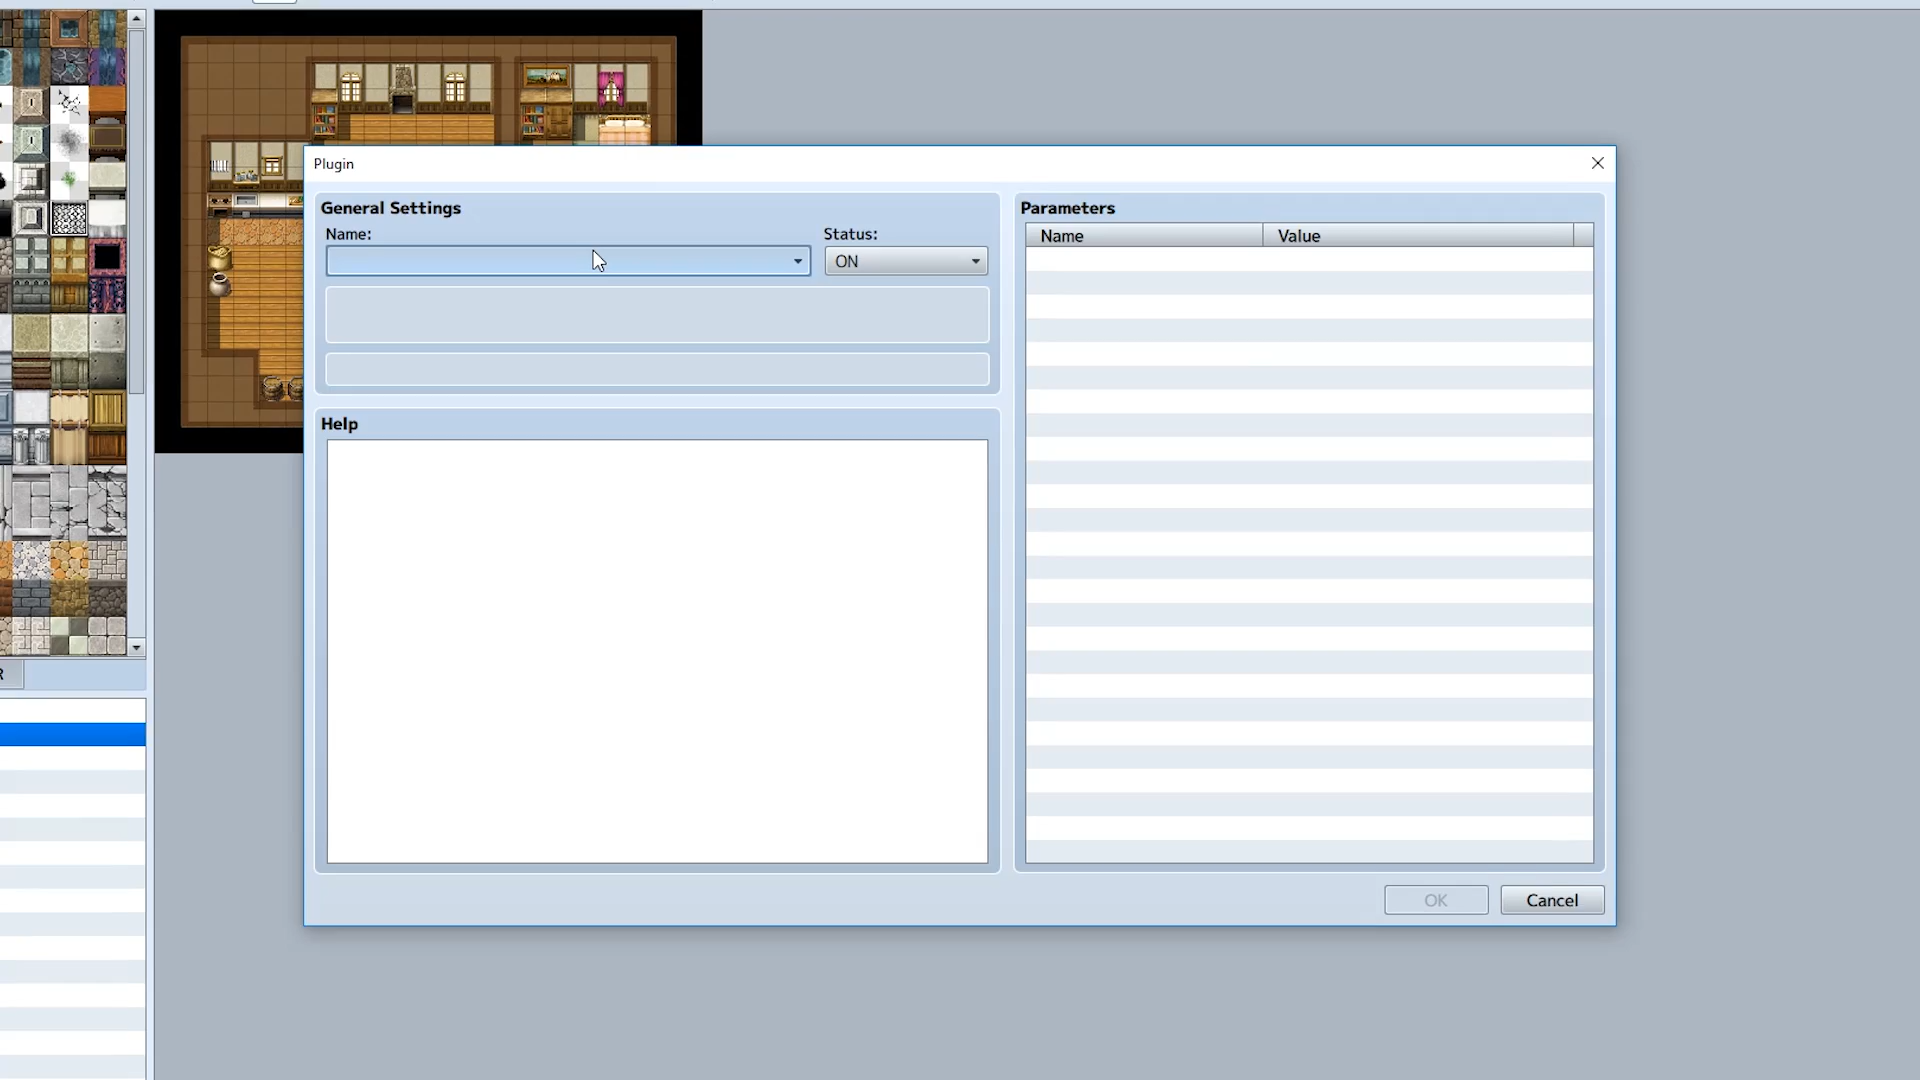 Plugin
General Settings
Parameters
Name:
Status:
Name
Value
ON
Help
R
OK
Cancel